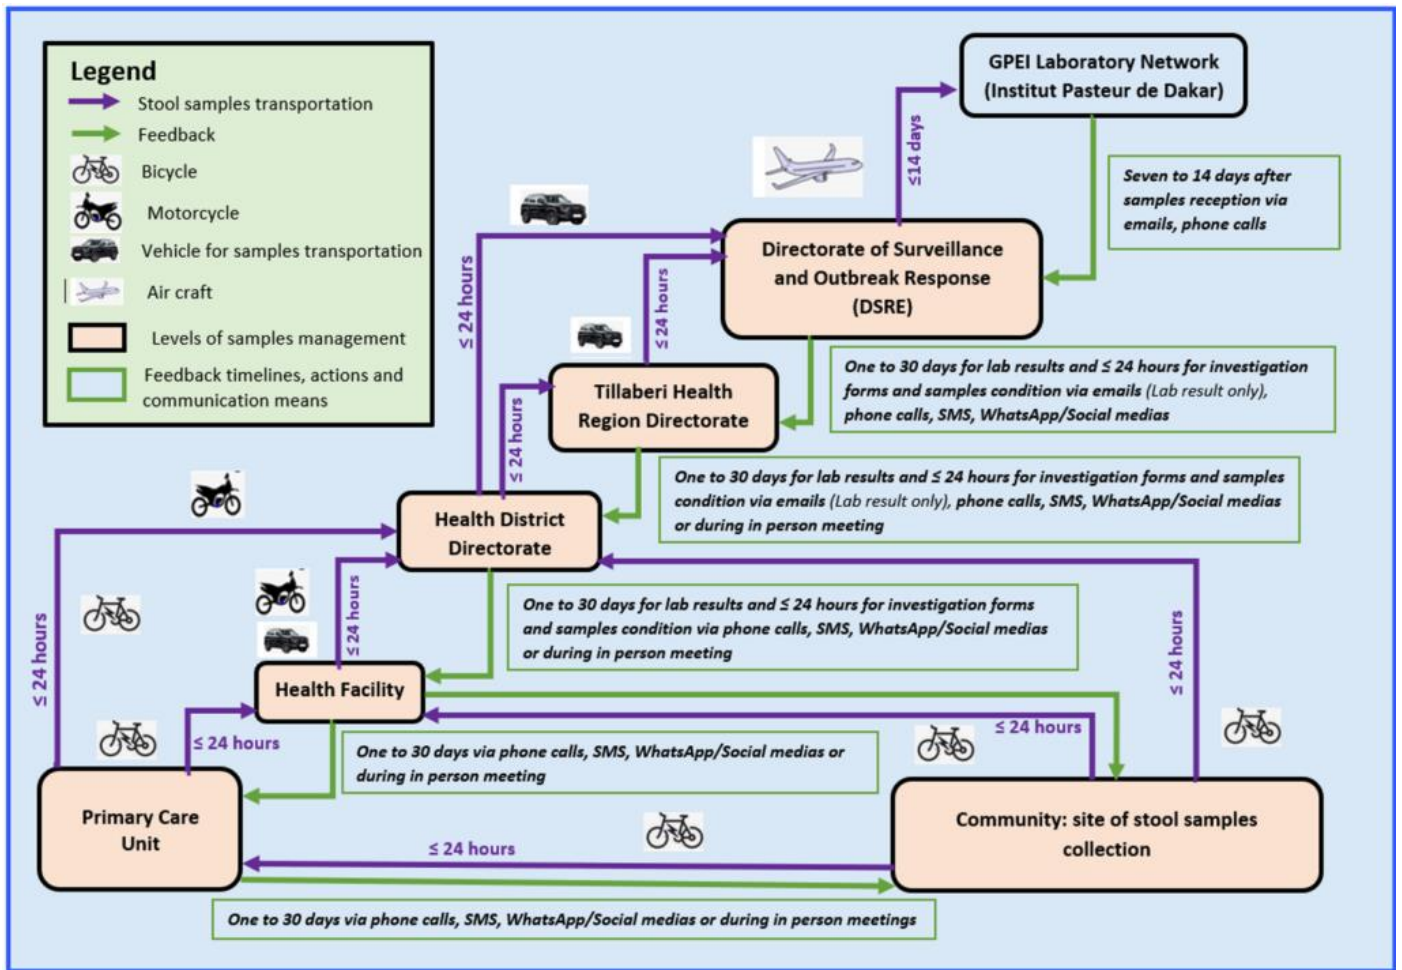 Legend
Stool samples transportation
Feedback
Bicycle
Motorcycle
Vehicle for samples transportation
Air craft
Levels of samples management
Feedback timelines, actions and
communication means
GPEI Laboratory Network
(Institut Pasteur de Dakar)
≤14 days
Seven to 14 days after
samples reception via
emails, phone calls
Directorate of Surveillance
and Outbreak Response
(DSRE)
≤ 24 hours
≤ 24 hours
One to 30 days for lab results and ≤ 24 hours for investigation
forms and samples condition via emails (Lab result only),
phone calls, SMS, WhatsApp/Social medias
Tillaberi Health
Region Directorate
≤ 24 hours
One to 30 days for lab results and ≤ 24 hours for investigation forms and samples
condition via emails (Lab result only), phone calls, SMS, WhatsApp/Social medias
or during in person meeting
Health District
Directorate
≤ 24 hours
≤ 24 hours
≤ 24 hours
One to 30 days for lab results and ≤ 24 hours for investigation forms
and samples condition via phone calls, SMS, WhatsApp/Social medias
or during in person meeting
Health Facility
≤ 24 hours
≤ 24 hours
One to 30 days via phone calls, SMS, WhatsApp/Social medias or
during in person meeting
Primary Care
Unit
Community: site of stool samples
collection
≤ 24 hours
One to 30 days via phone calls, SMS, WhatsApp/Social medias or during in person meetings